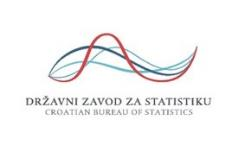 DRŽAVNI ZAVOD ZA STATISTIKU
CROATIAN BUREAU OF STATISTICS